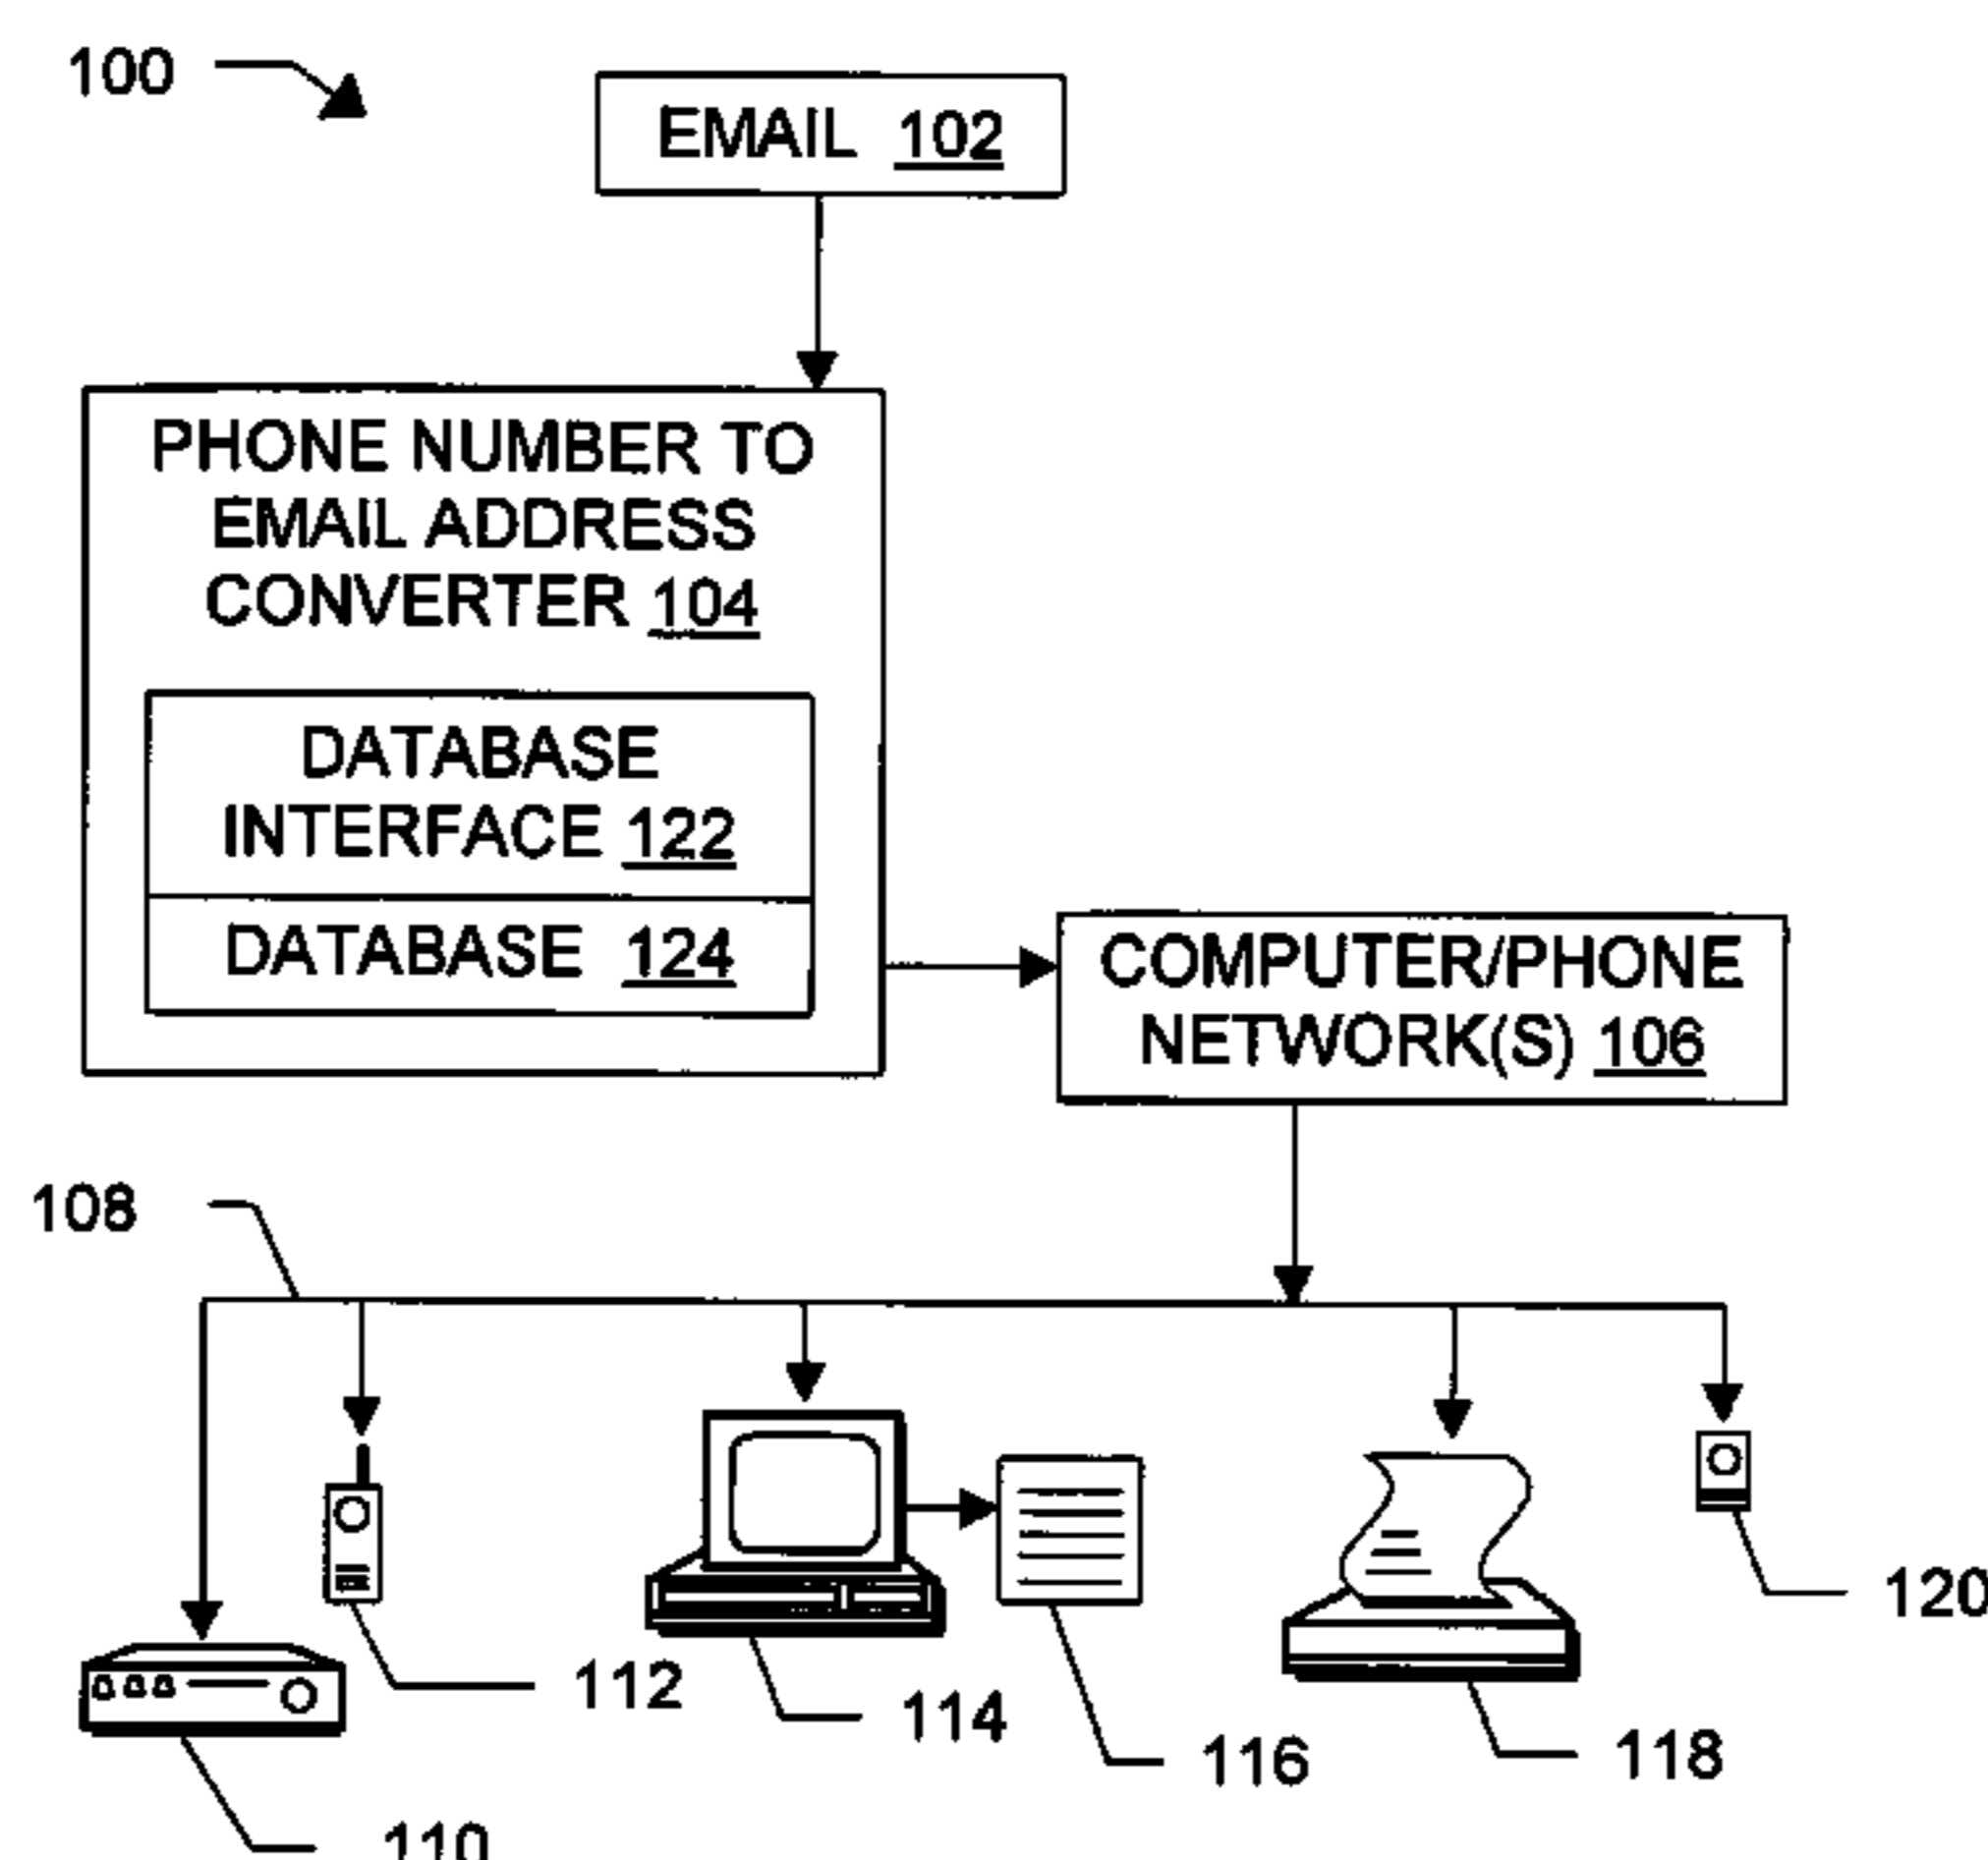 100
EMAIL 102
PHONE NUMBER TO
EMAIL ADDRESS
CONVERTER 104
DATABASE
INTERFACE 122
DATABASE 124
COMPUTER/PHONE
NETWORK(S) 106
108
120
112
114
116
118
110